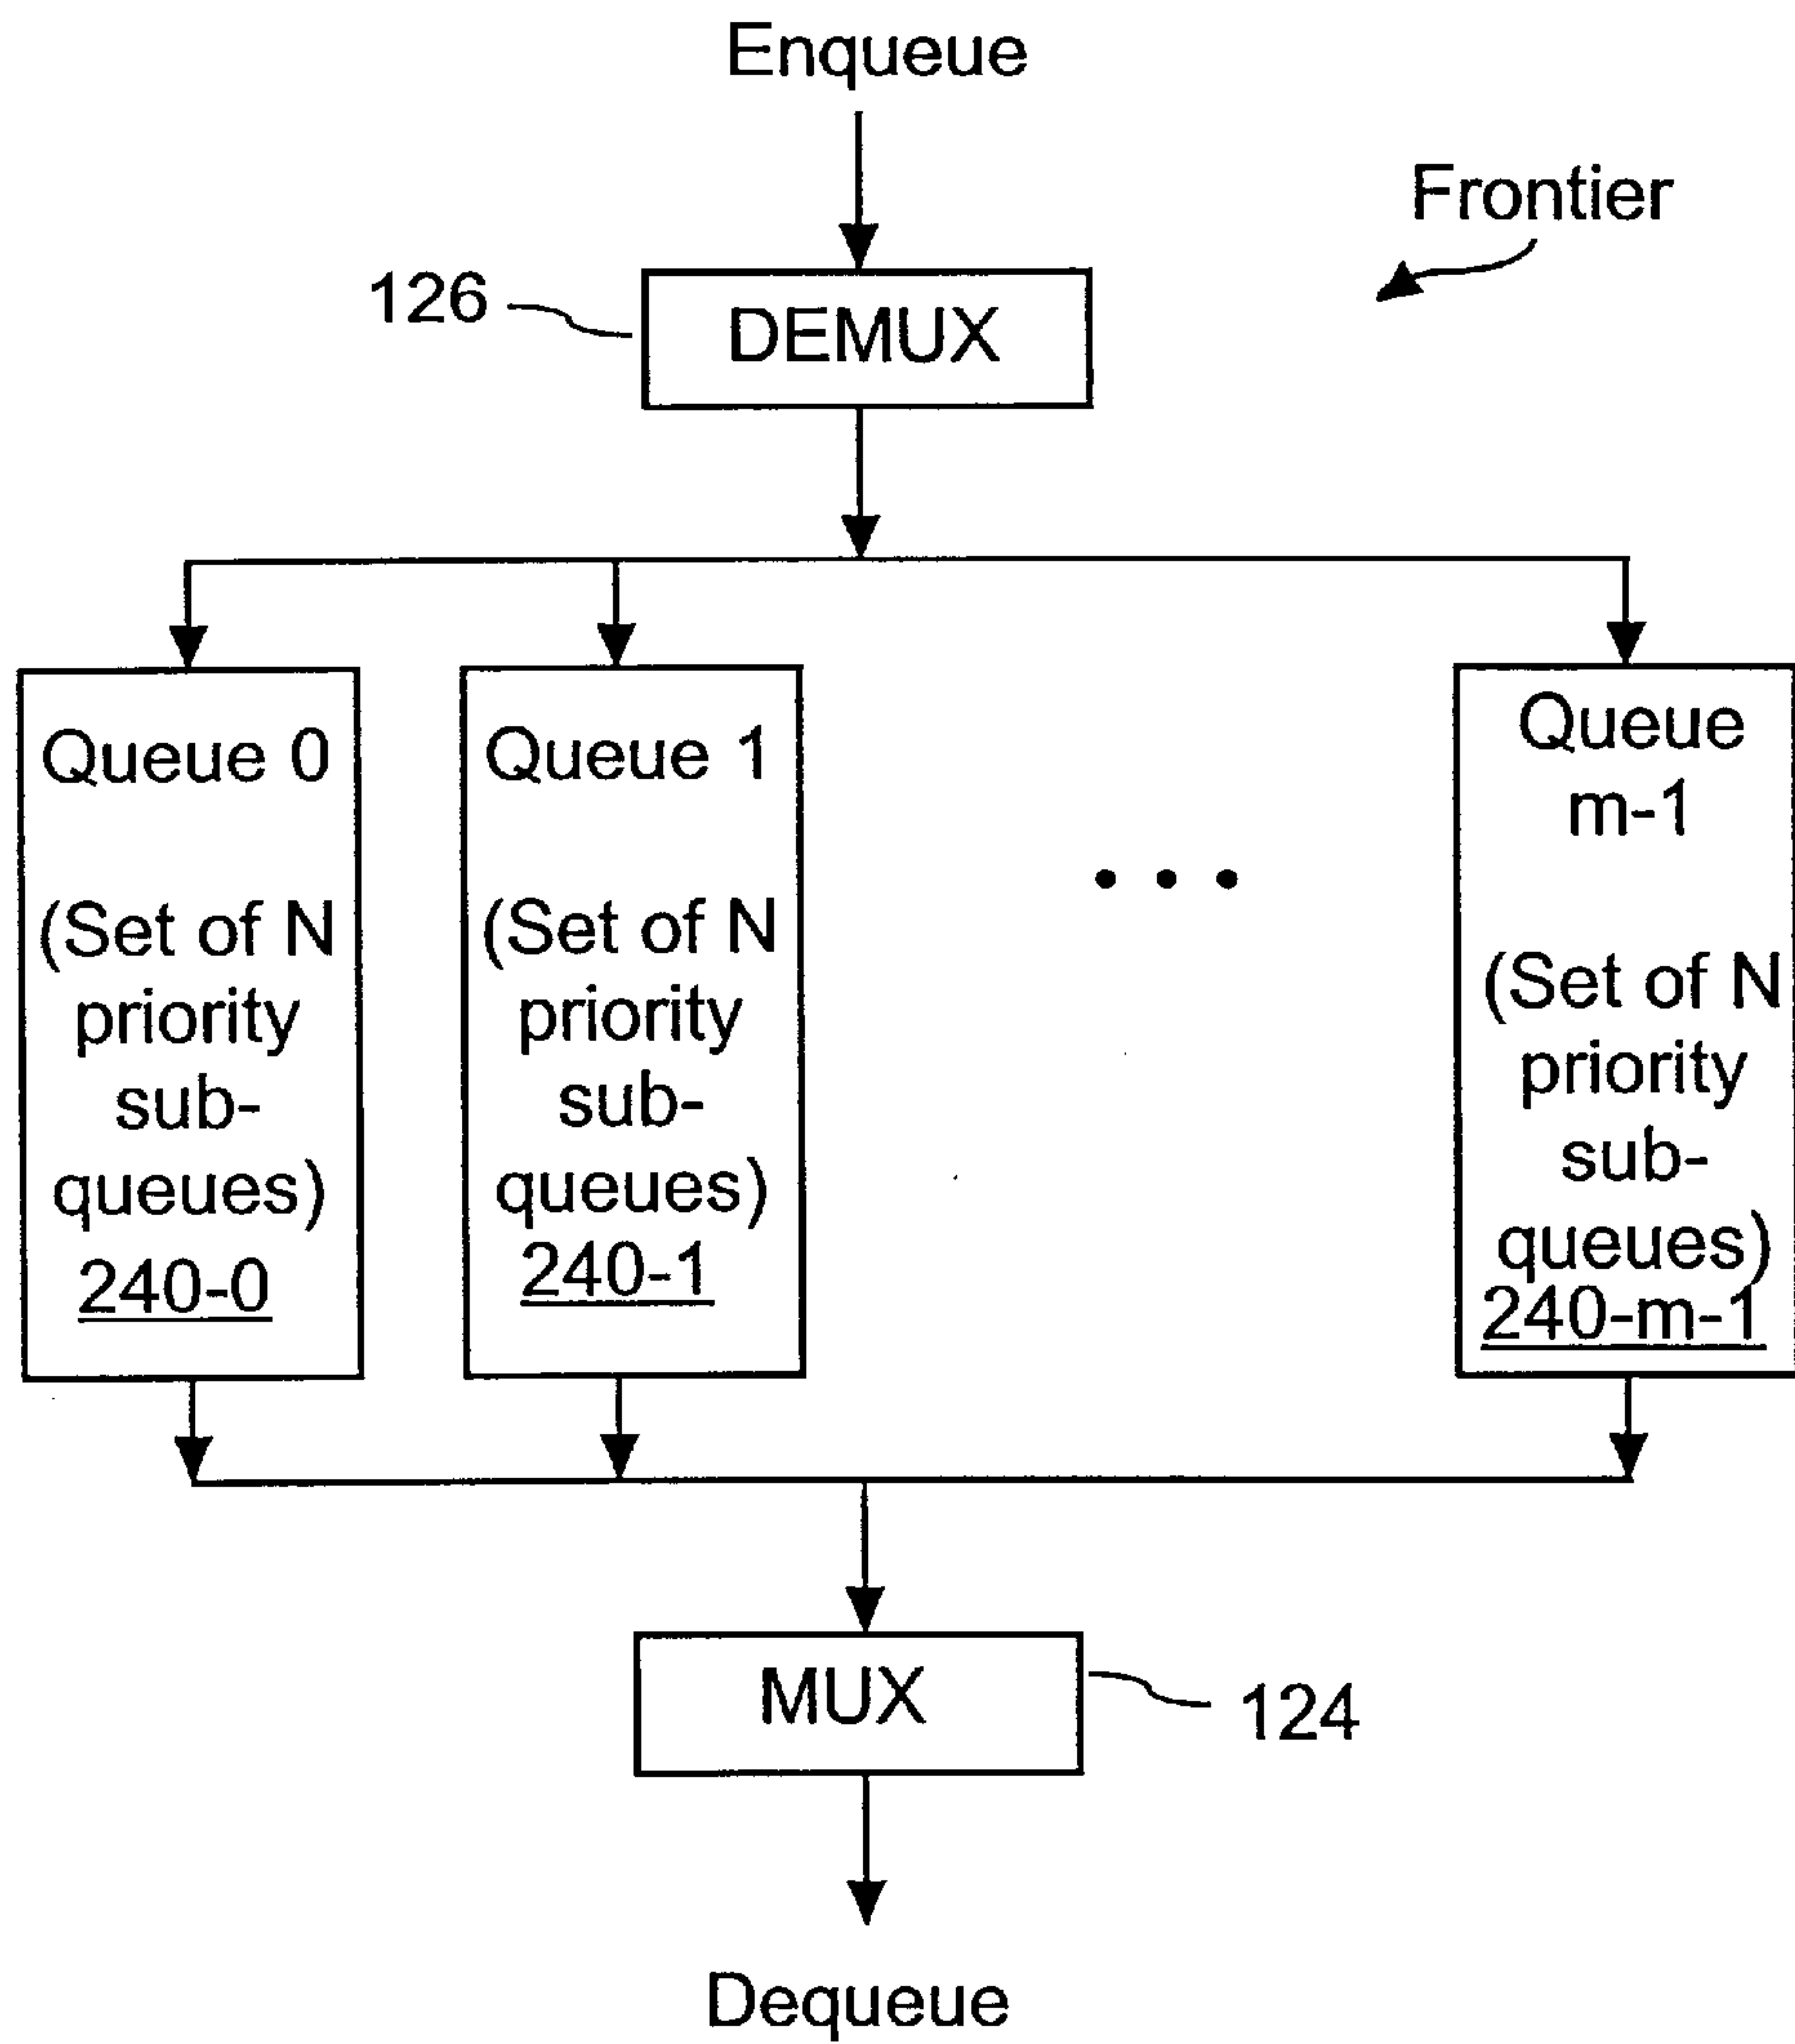 Enqueue
Frontier
126
DEMUX
Queue 0
(Set of N
priority
sub-
queues)
240-0
Queue 1
(Set of N
priority
sub-
queues)
240-1
Queue
m-1
(Set of N
priority
sub-
queues)
240-m-1
MUX
124
Dequeue